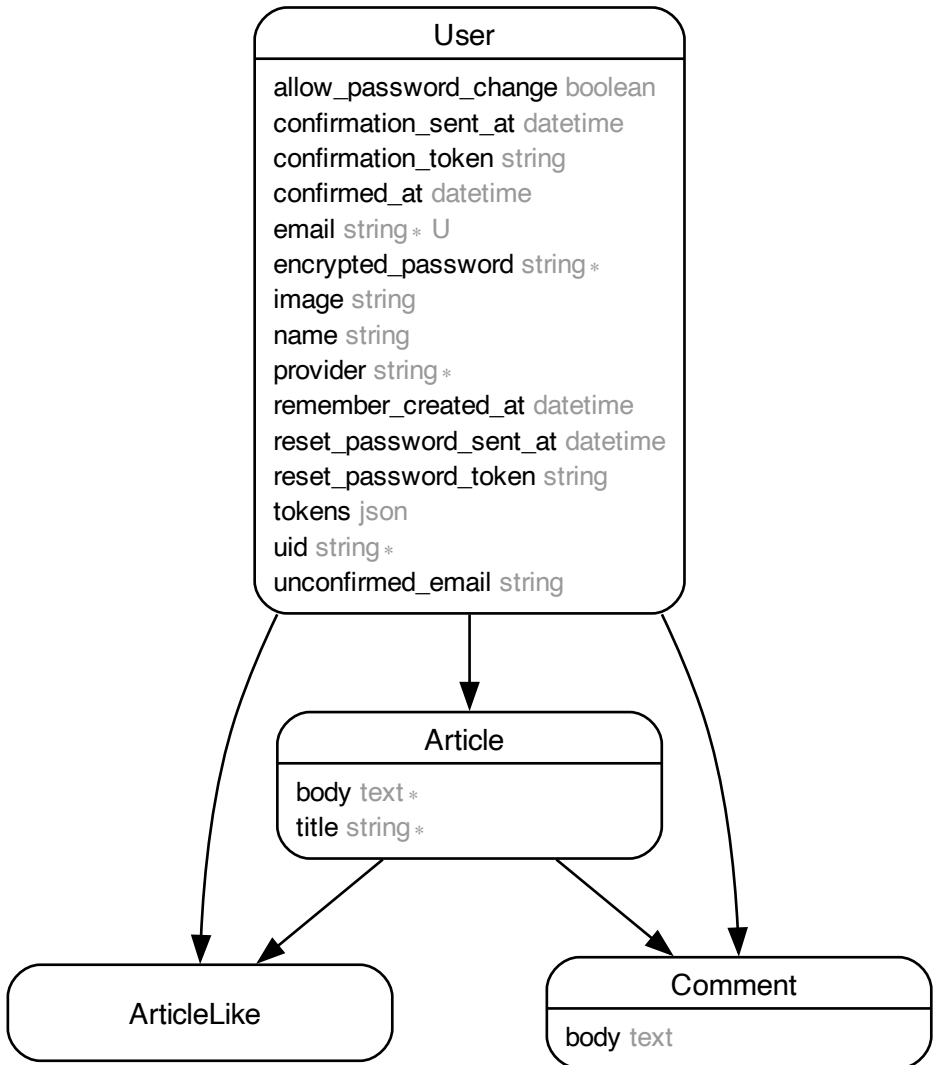 User
allow_password_change boolean
confirmation_sent_at datetime
confirmation_token string
confirmed_at datetime
email string∗ U
encrypted_password string∗
image string
name string
provider string∗
remember_created_at datetime
reset_password_sent_at datetime
reset_password_token string
tokens json
uid string∗
unconfirmed_email string
Article
body text∗
title string∗
ArticleLike
Comment
body text